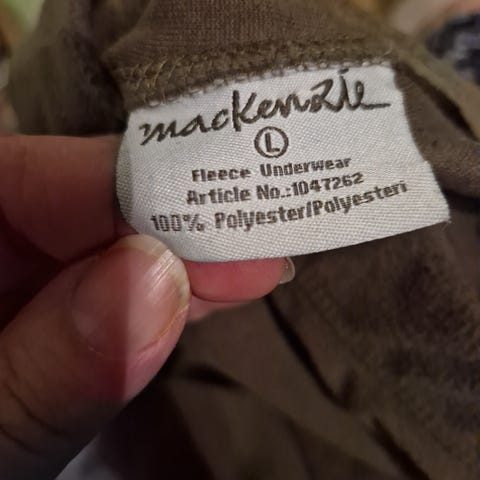 mackenzie
L
Fleece Underwear
Article No.:1047262
100% Polyester/Polyesteri